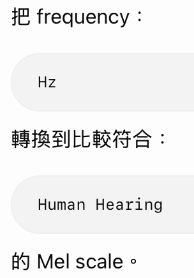 把 frequency：
Hz
轉換到比較符合：
Human Hearing
的 Mel scale。